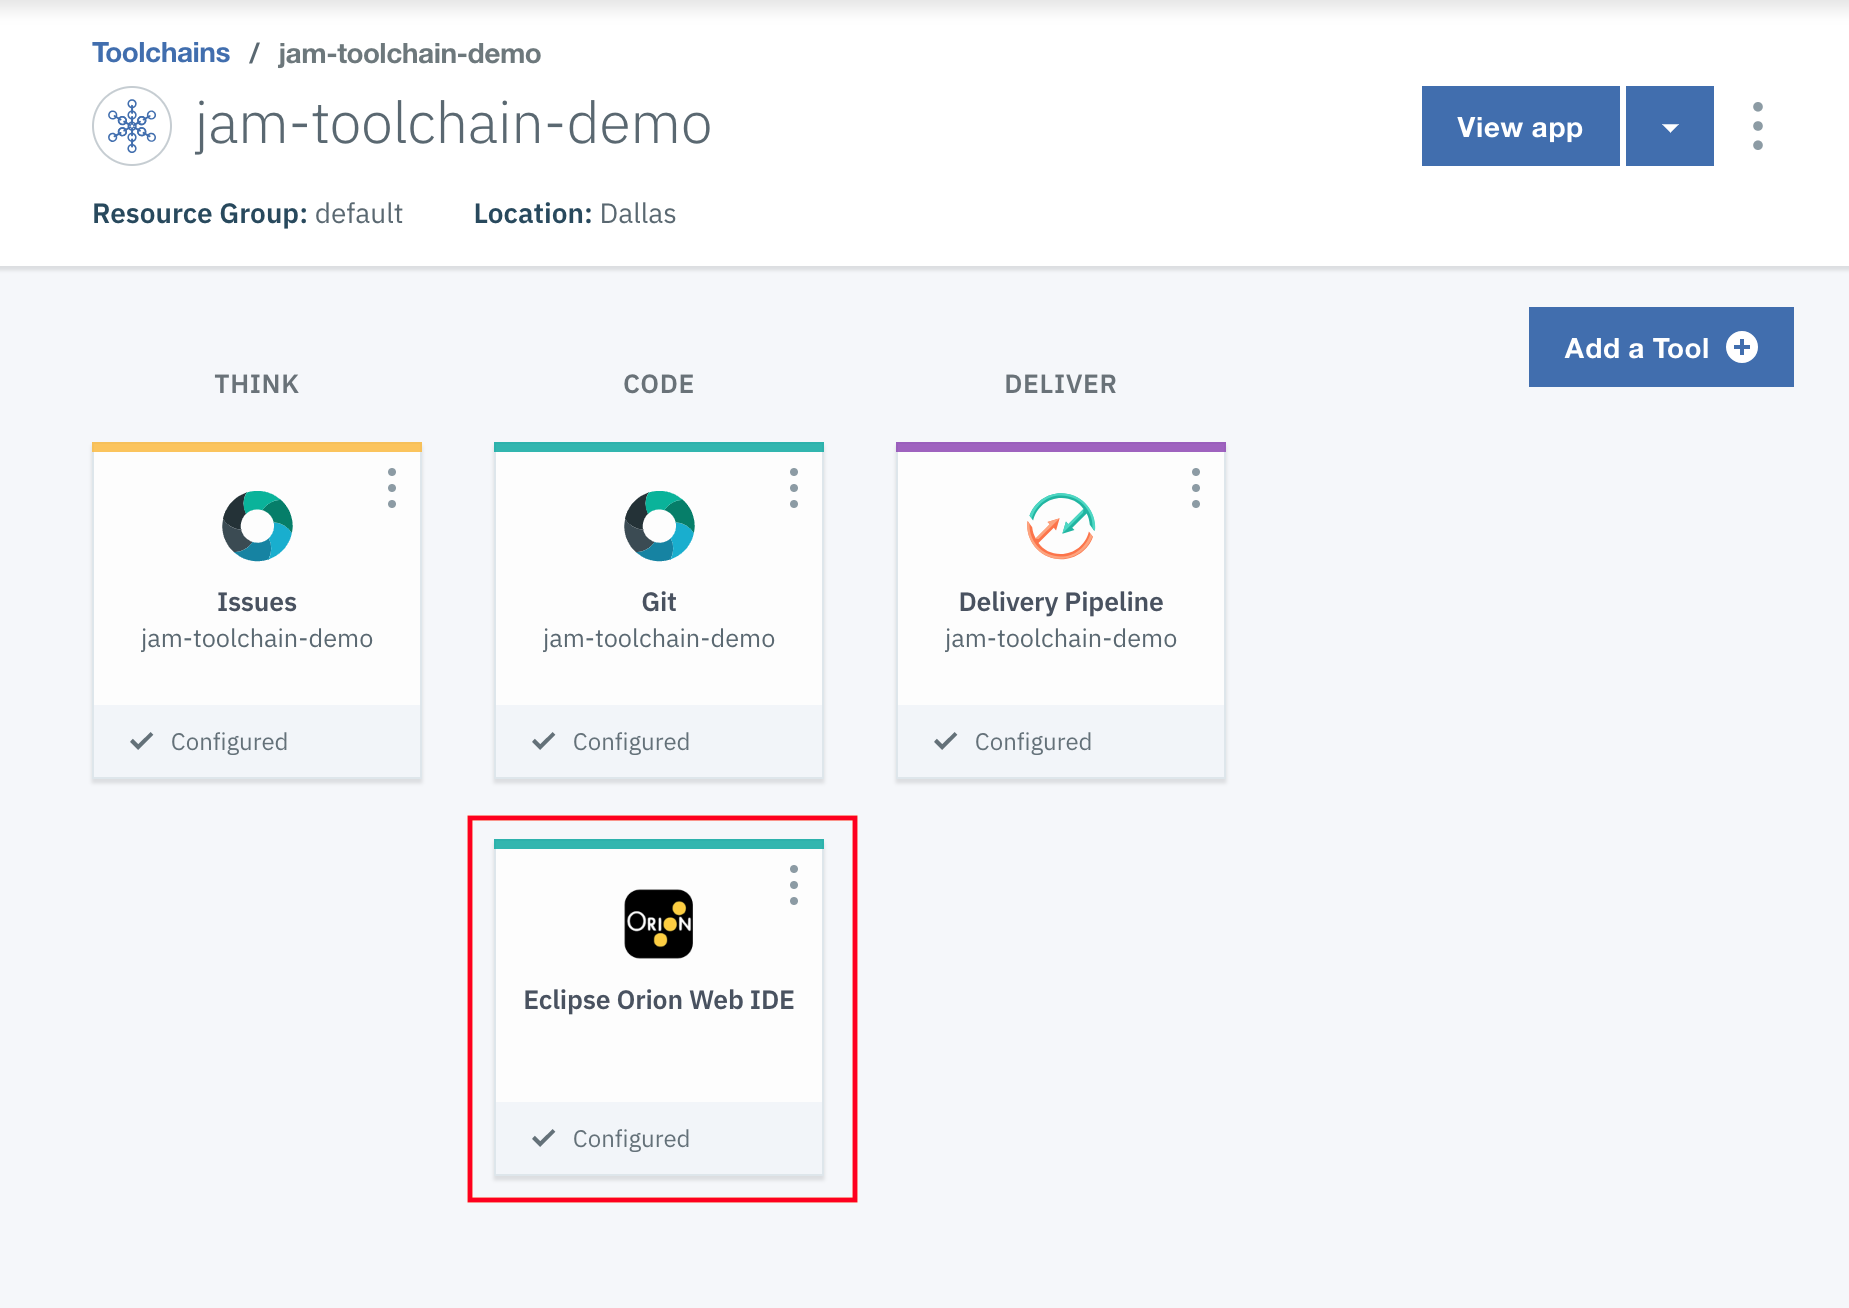 Toolchains / jam-toolchain-demo
jam-toolchain-demo
View app
Resource Group: default Location: Dallas
Add a Tool
THINK CODE DELIVER
Issues
jam-toolchain-demo
Configured
Git
jam-toolchain-demo
Configured
Delivery Pipeline
jam-toolchain-demo
Configured
ORION
Eclipse Orion Web IDE
Configured